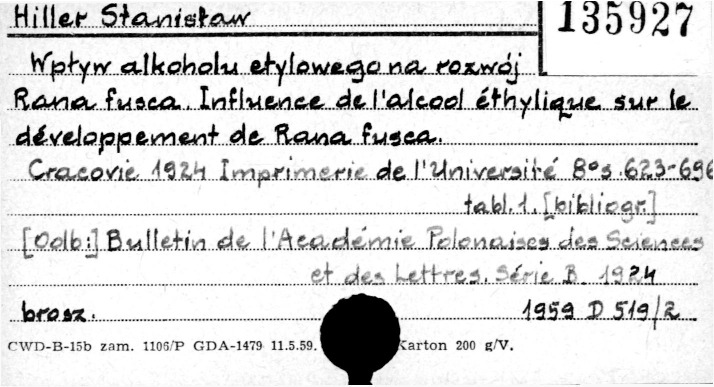 Hiller Stanisław
135927
Wpływ alkoholu etylowego na rozwój
Rana fusca. Influence de l'alcool éthylique sur le
développement de Rana fusca.
Cracovie 1924 Imprimerie de l'Université 8° s. 623-696
tabl. 1. [bibliogr.]
[Odb:] Bulletin de l'Académie Polonaises des Sciences
et des Lettres. Série B. 1924
brosz. 1959 D 519/2
CWD-B-15b zam. 1106/P GDA-1479 11.5.59. Karton 200 g/V.